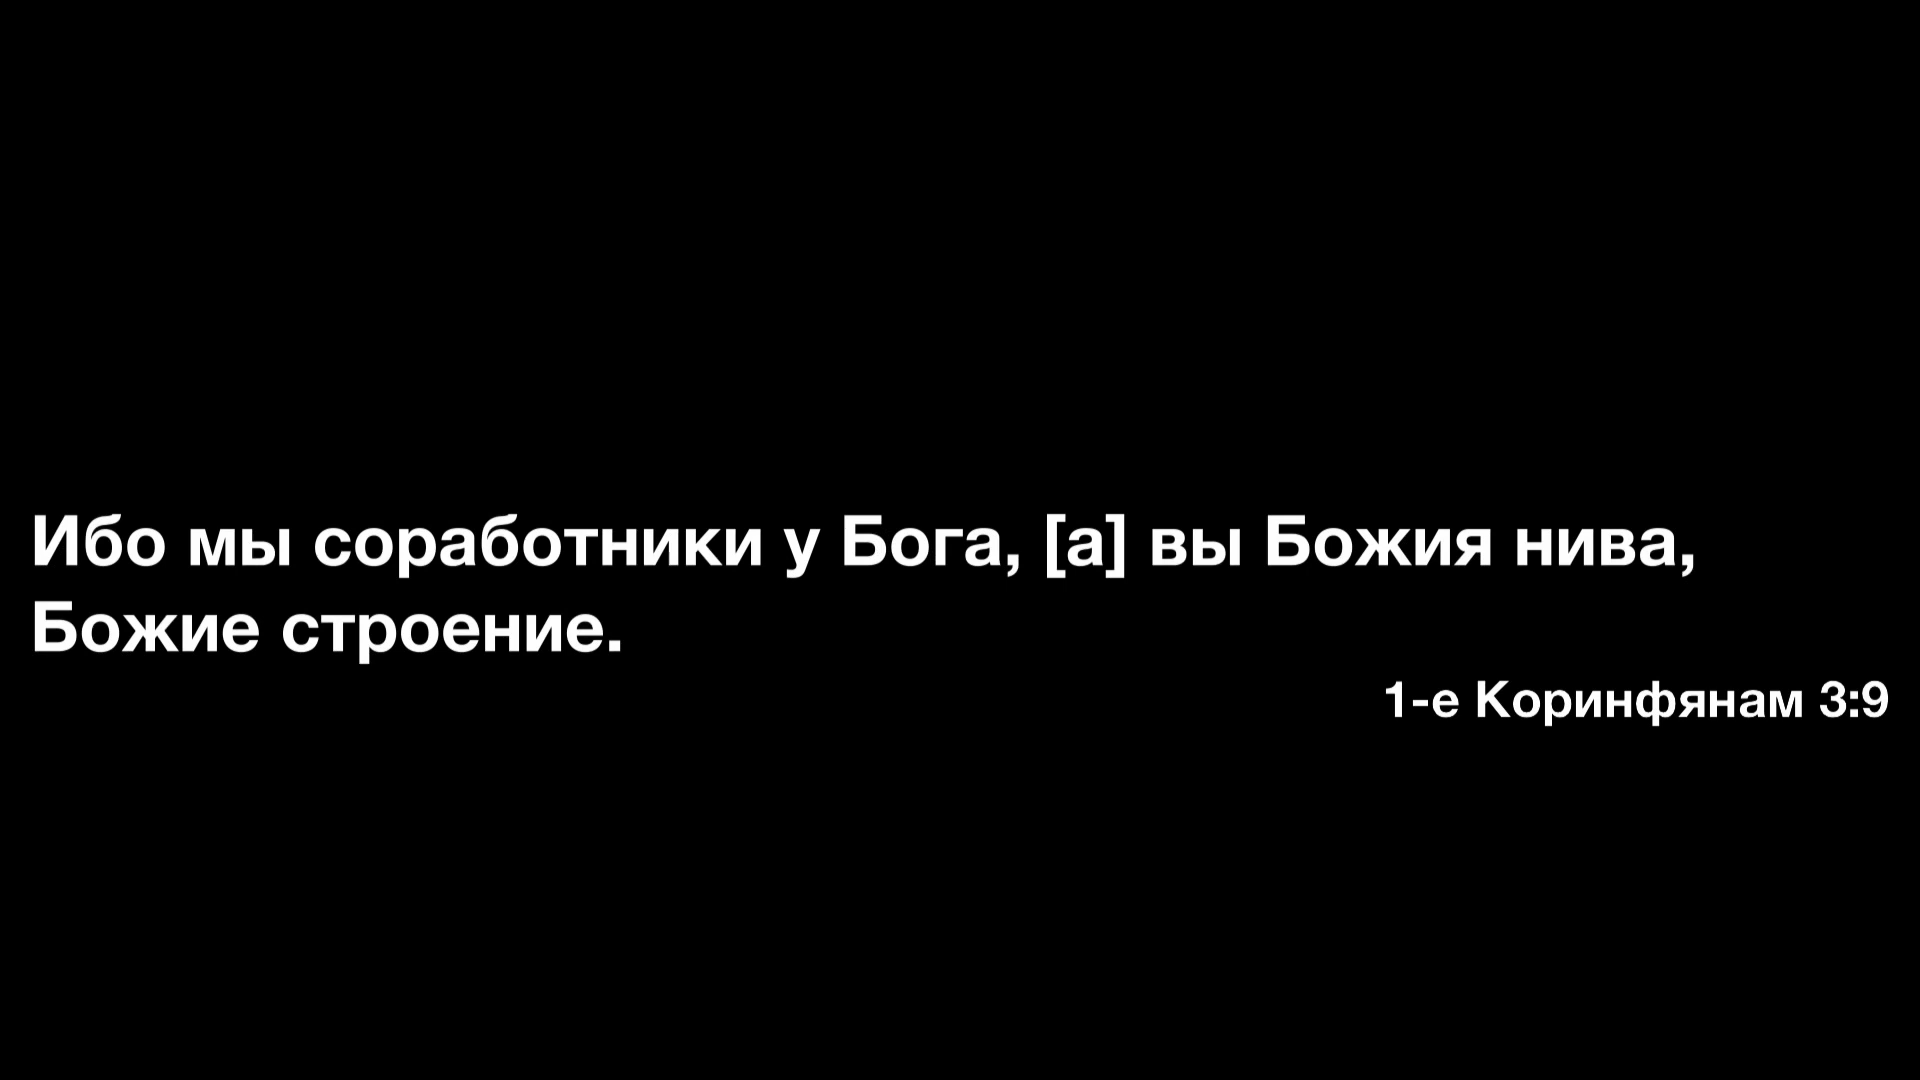 Ибо мы соработники у Бога, [а] вы Божия нива,
Божие строение.
1-е Коринфянам 3:9